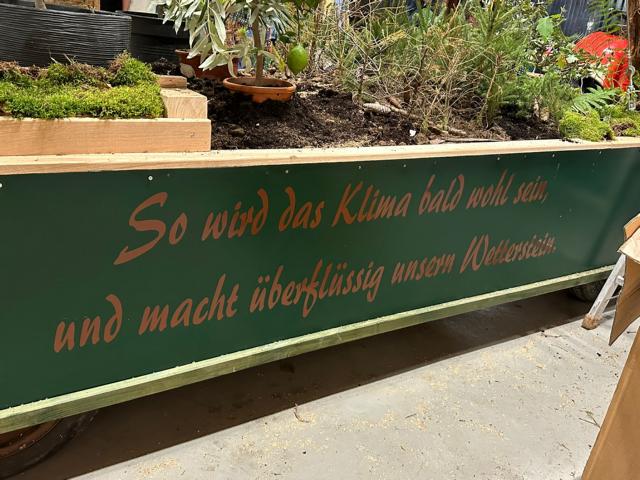 So wird das Klima bald wohl sein,
und macht überflüssig unsern Wetterstein.